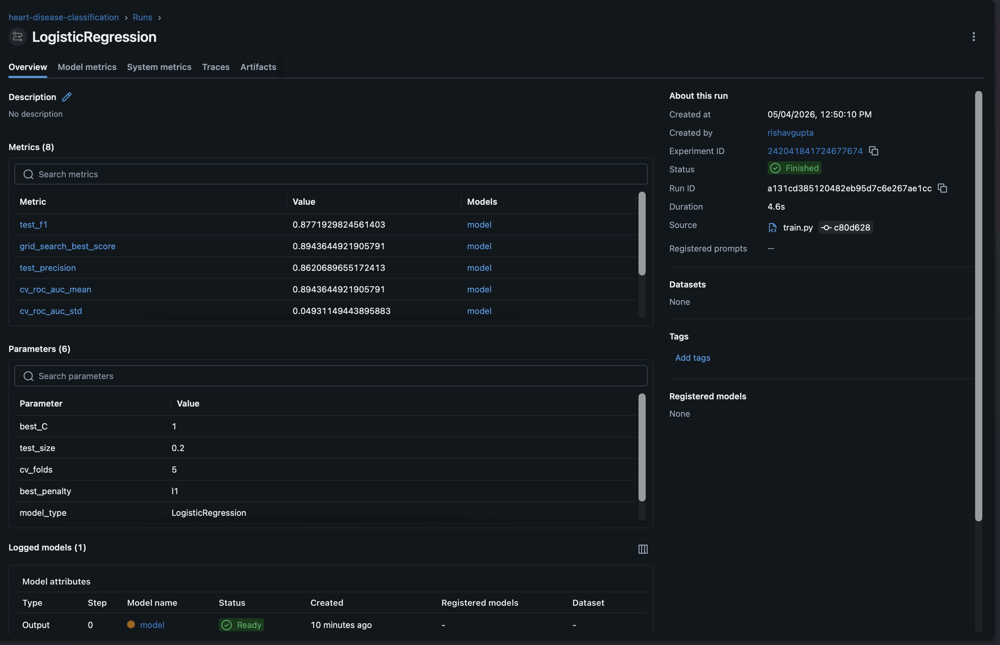 heart-disease-classification › Runs ›
LogisticRegression
Overview Model metrics System metrics Traces Artifacts
Description
No description
Metrics (8)
Search metrics
Metric Value Models
test_f1 0.8771929824561403 model
grid_search_best_score 0.8943644921905791 model
test_precision 0.8620689655172413 model
cv_roc_auc_mean 0.8943644921905791 model
cv_roc_auc_std 0.04931149443895883 model
Parameters (6)
Search parameters
Parameter Value
best_C 1
test_size 0.2
cv_folds 5
best_penalty l1
model_type LogisticRegression
Logged models (1)
Model attributes
Type Step Model name Status Created Registered models Dataset
Output 0 model Ready 10 minutes ago - -
About this run
Created at 05/04/2026, 12:50:10 PM
Created by rishavgupta
Experiment ID 242041841724677674
Status Finished
Run ID a131cd385120482eb95d7c6e267ae1cc
Duration 4.6s
Source train.py c80d628
Registered prompts —
Datasets
None
Tags
Add tags
Registered models
None